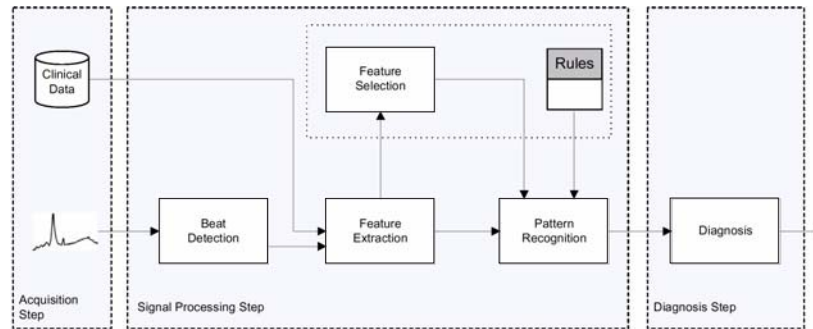 Clinical
Data
Feature
Selection
Rules
Beat
Detection
Feature
Extraction
Pattern
Recognition
Diagnosis
Acquisition
Step
Signal Processing Step
Diagnosis Step